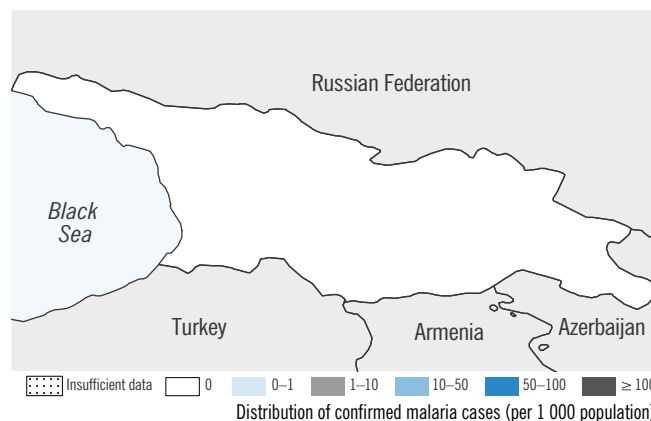 Russian Federation
Black
Sea
Turkey
Armenia
Azerbaijan
Insufficient data 0 0–1 1–10 10–50 50–100 ≥ 100
Distribution of confirmed malaria cases (per 1 000 population)